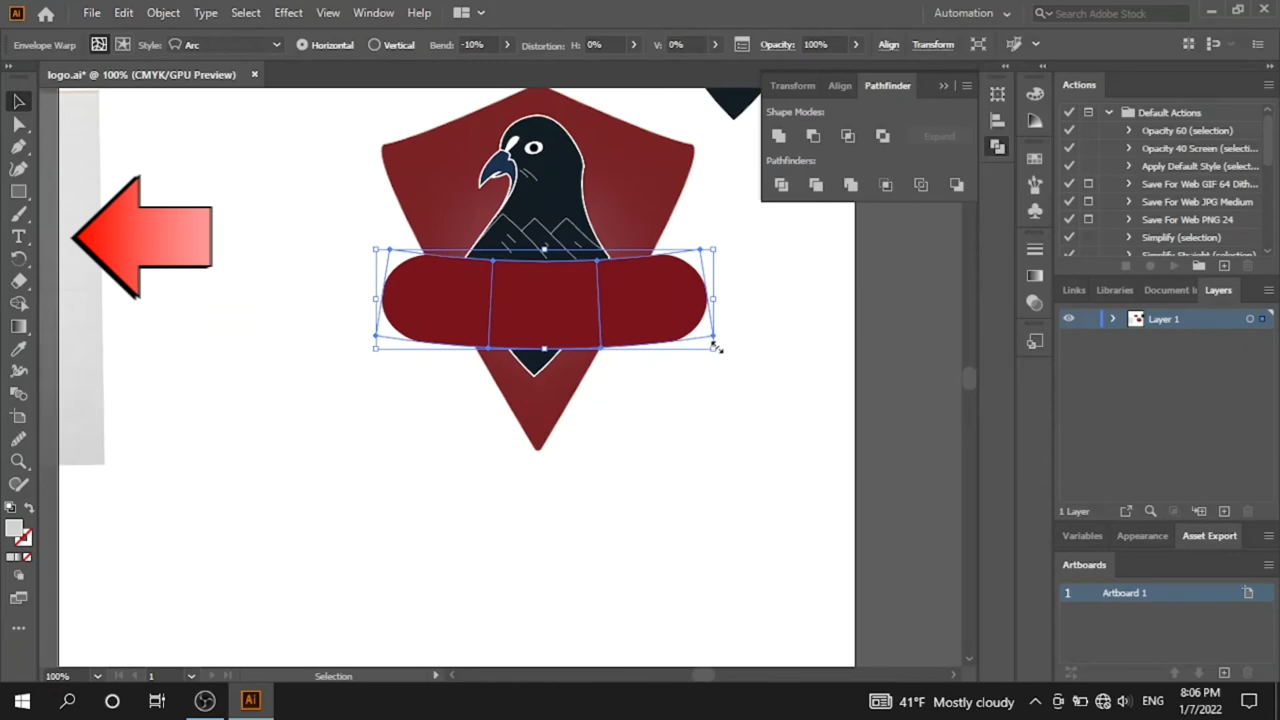 Ai File Edit Object Type Select Effect View Window Help Automation Search Adobe Stock
Envelope Warp Style: Arc Horizontal Vertical Bend: -10% Distortion: H: 0% V: 0% Opacity: 100% Align Transform
logo.ai* @ 100% (CMYK/GPU Preview)
Transform Align Pathfinder
Shape Modes:
Expand
Pathfinders:
Actions
Default Actions
Opacity 60 (selection)
Opacity 40 Screen (selecti...
Apply Default Style (selecti...
Save For Web GIF 64 Dith...
Save For Web JPG Medium
Save For Web PNG 24
Simplify (selection)
Links Libraries Document I Layers
Layer 1
1 Layer
Variables Appearance Asset Export
Artboards
1 Artboard 1
100% 1 Selection
Ai 41°F Mostly cloudy ENG 8:06 PM
1/7/2022